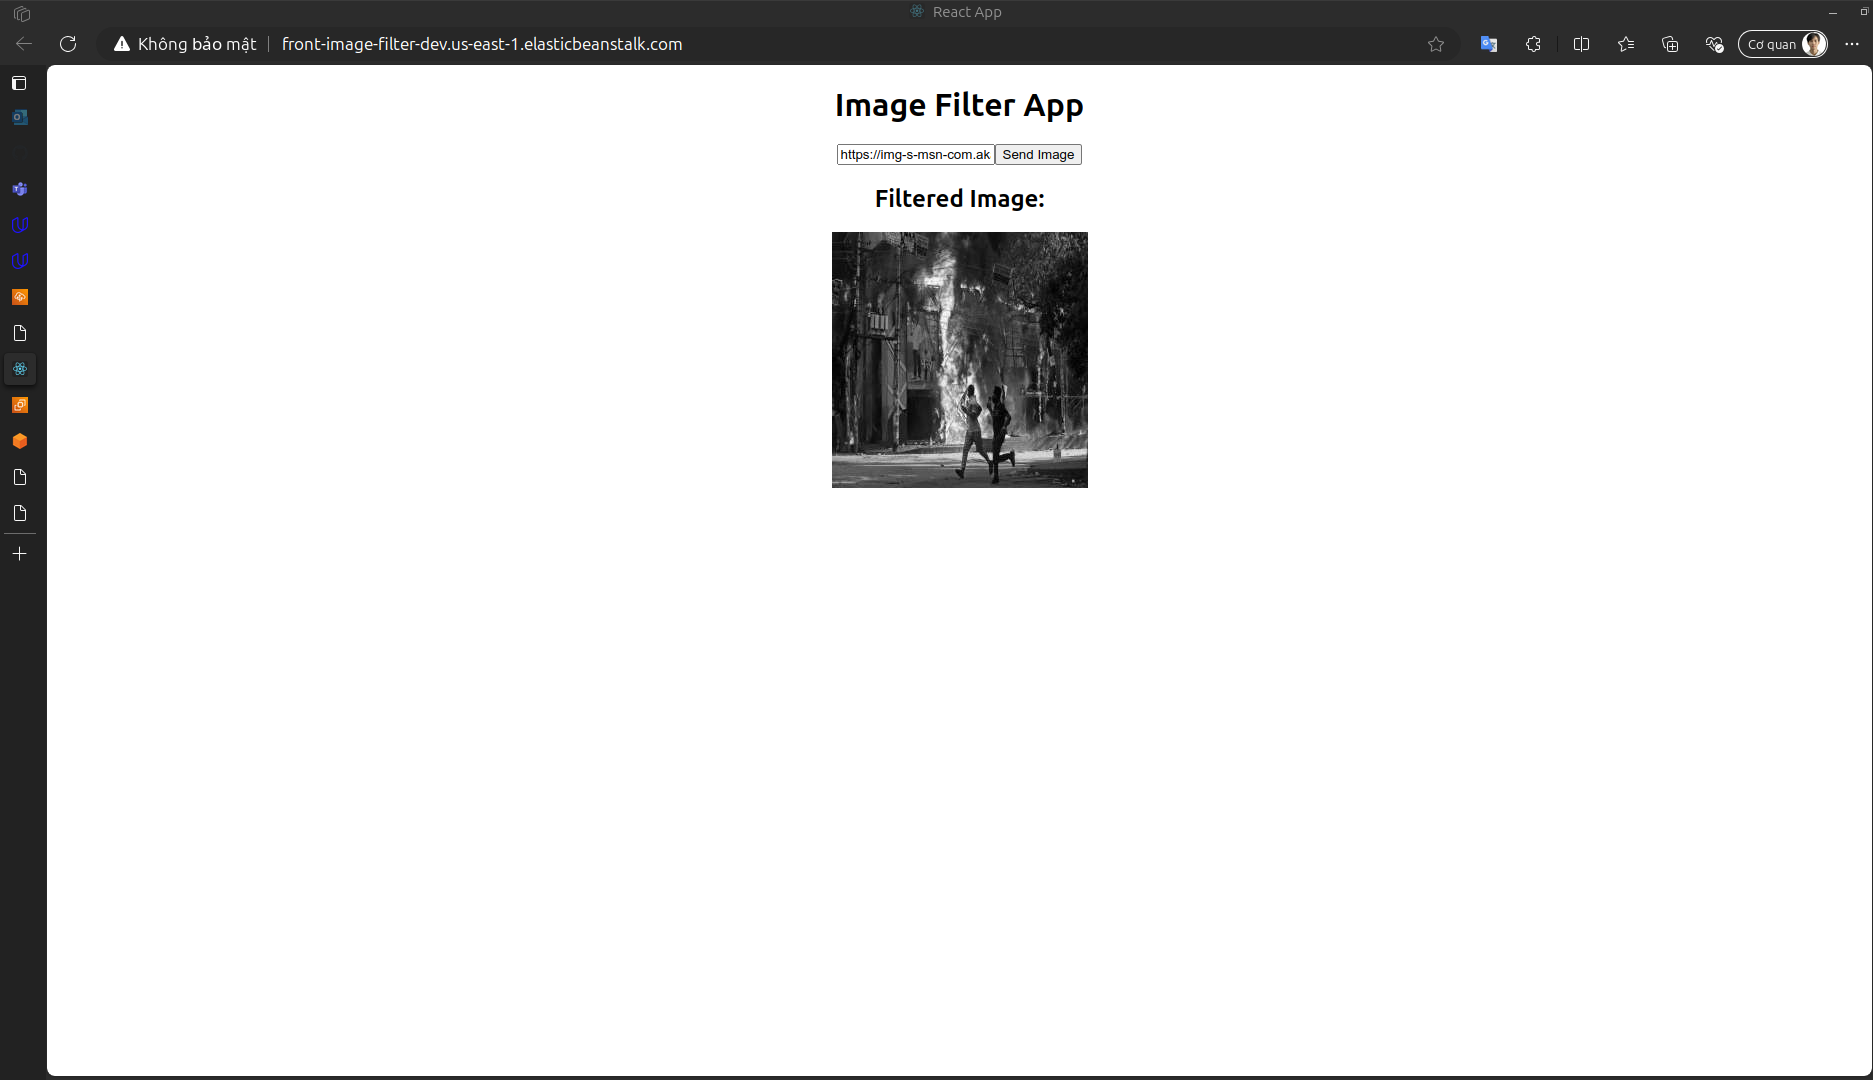 React App
Không bảo mật
front-image-filter-dev.us-east-1.elasticbeanstalk.com
Cơ quan
Image Filter App
https://img-s-msn-com.ak
Send Image
Filtered Image: